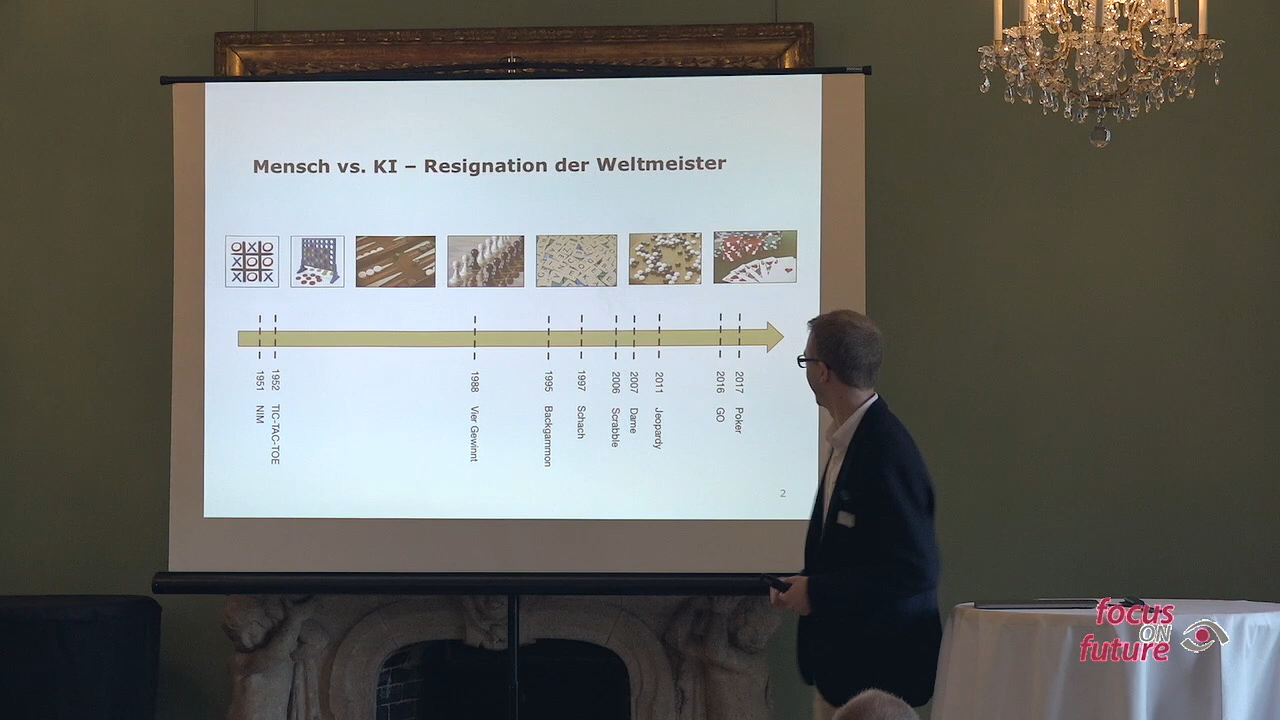 Mensch vs. KI – Resignation der Weltmeister
O X O
X X O
X O X
1951 NIM
1952 TIC-TAC-TOE
1988 Vier Gewinnt
1995 Backgammon
1997 Schach
2006 Scrabble
2007 Dame
2011 Jeopardy
2016 GO
2017 Poker
2
focus
ON
future